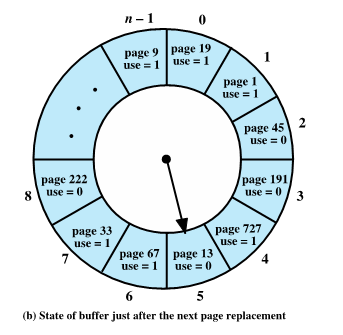 n – 1
0
page 9
use = 1
page 19
use = 1
1
page 1
use = 1
2
page 45
use = 0
page 191
use = 0
3
page 727
use = 1
4
page 13
use = 0
5
page 67
use = 1
6
page 33
use = 1
7
page 222
use = 0
8
(b) State of buffer just after the next page replacement